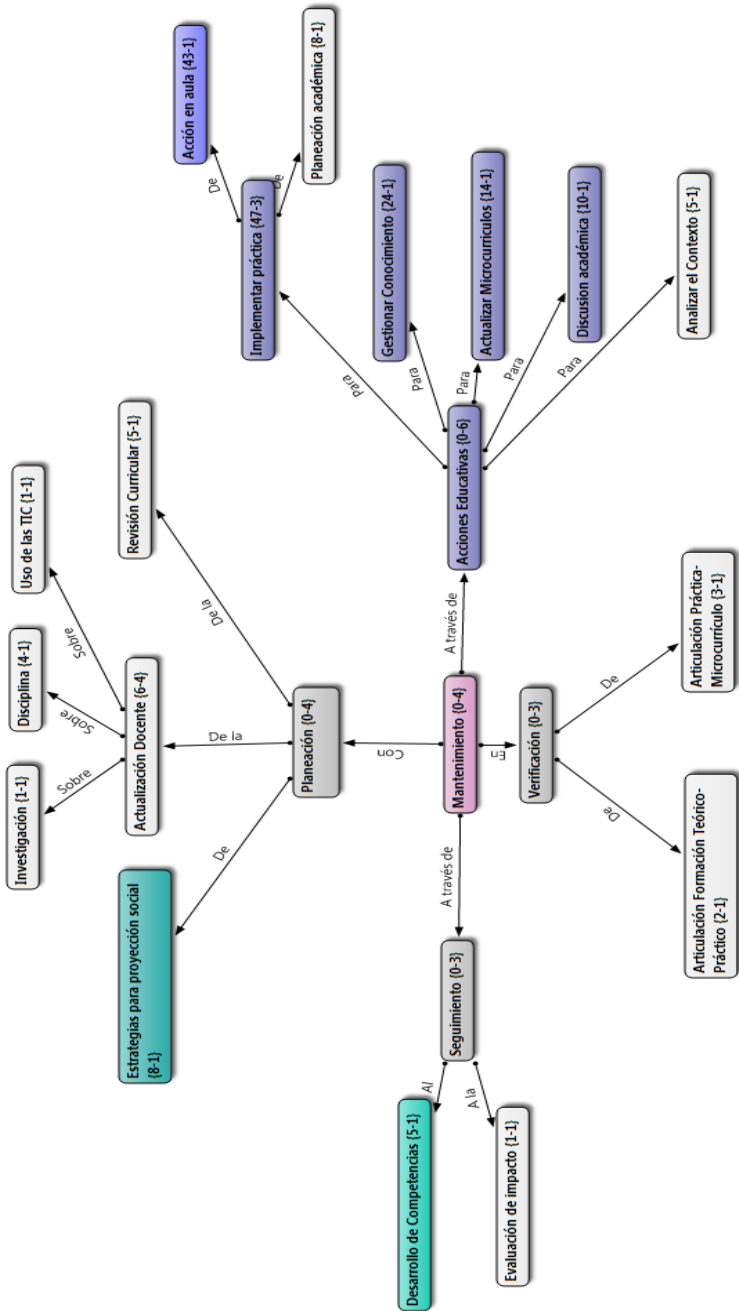 Investigación {1-1}
Disciplina {4-1}
Uso de las TIC {1-1}
Sobre
Sobre
Sobre
Estrategias para proyección social
{8-1}
Actualización Docente {6-4}
Revisión Curricular {5-1}
De
De la
De la
Planeación {0-4}
Con
Acción en aula {43-1}
Planeación académica {8-1}
De
De
Implementar práctica {47-3}
Gestionar Conocimiento {24-1}
Actualizar Microcurrículos {14-1}
Discusion académica {10-1}
Analizar el Contexto {5-1}
Para
Para
Para
Para
Para
Desarrollo de Competencias {5-1}
Evaluación de impacto {1-1}
Al
A la
Seguimiento {0-3}
A través de
Mantenimiento {0-4}
A través de
Acciones Educativas {0-6}
En
Verificación {0-3}
De
De
Articulación Formación Teórico-
Práctico {2-1}
Articulación Práctica-
Microcurrículo {3-1}